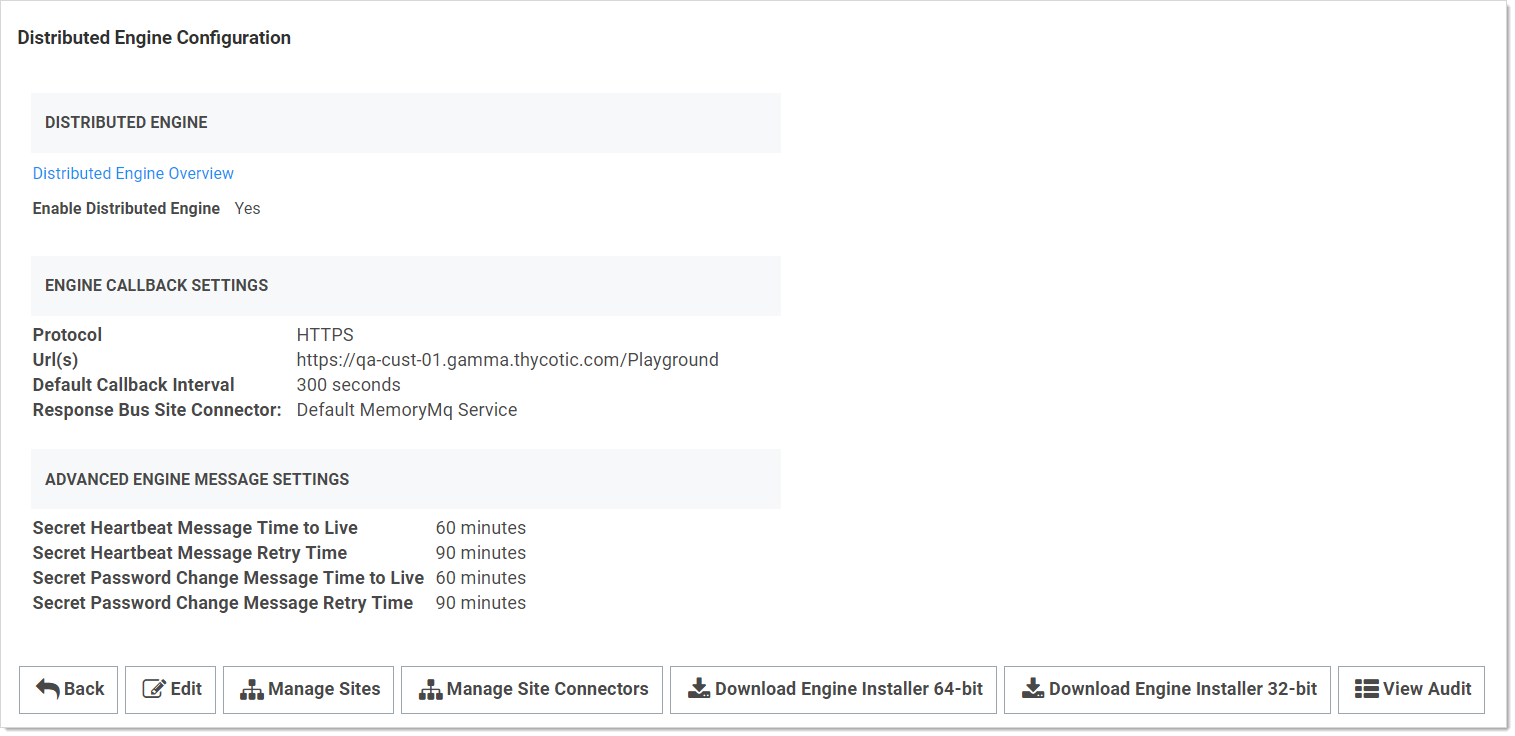 Distributed Engine Configuration
DISTRIBUTED ENGINE
Distributed Engine Overview
Enable Distributed Engine Yes
ENGINE CALLBACK SETTINGS
Protocol HTTPS
Url(s) https://qa-cust-01.gamma.thycotic.com/Playground
Default Callback Interval 300 seconds
Response Bus Site Connector: Default MemoryMq Service
ADVANCED ENGINE MESSAGE SETTINGS
Secret Heartbeat Message Time to Live 60 minutes
Secret Heartbeat Message Retry Time 90 minutes
Secret Password Change Message Time to Live 60 minutes
Secret Password Change Message Retry Time 90 minutes
Back Edit Manage Sites Manage Site Connectors Download Engine Installer 64-bit Download Engine Installer 32-bit View Audit